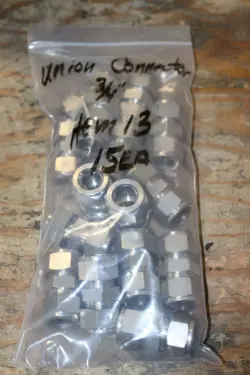 Union Connector
3/4"
Item 13
15EA